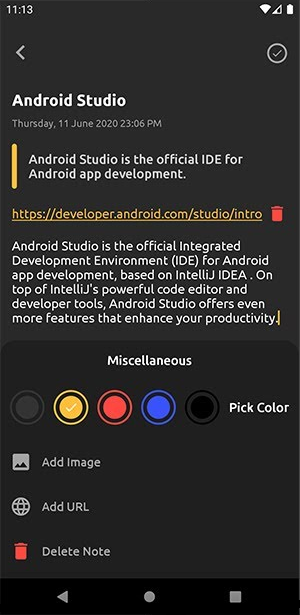 11:13
Android Studio
Thursday, 11 June 2020 23:06 PM
Android Studio is the official IDE for
Android app development.
https://developer.android.com/studio/intro
Android Studio is the official Integrated
Development Environment (IDE) for Android
app development, based on IntelliJ IDEA . On
top of IntelliJ's powerful code editor and
developer tools, Android Studio offers even
more features that enhance your productivity.
Miscellaneous
Pick Color
Add Image
Add URL
Delete Note